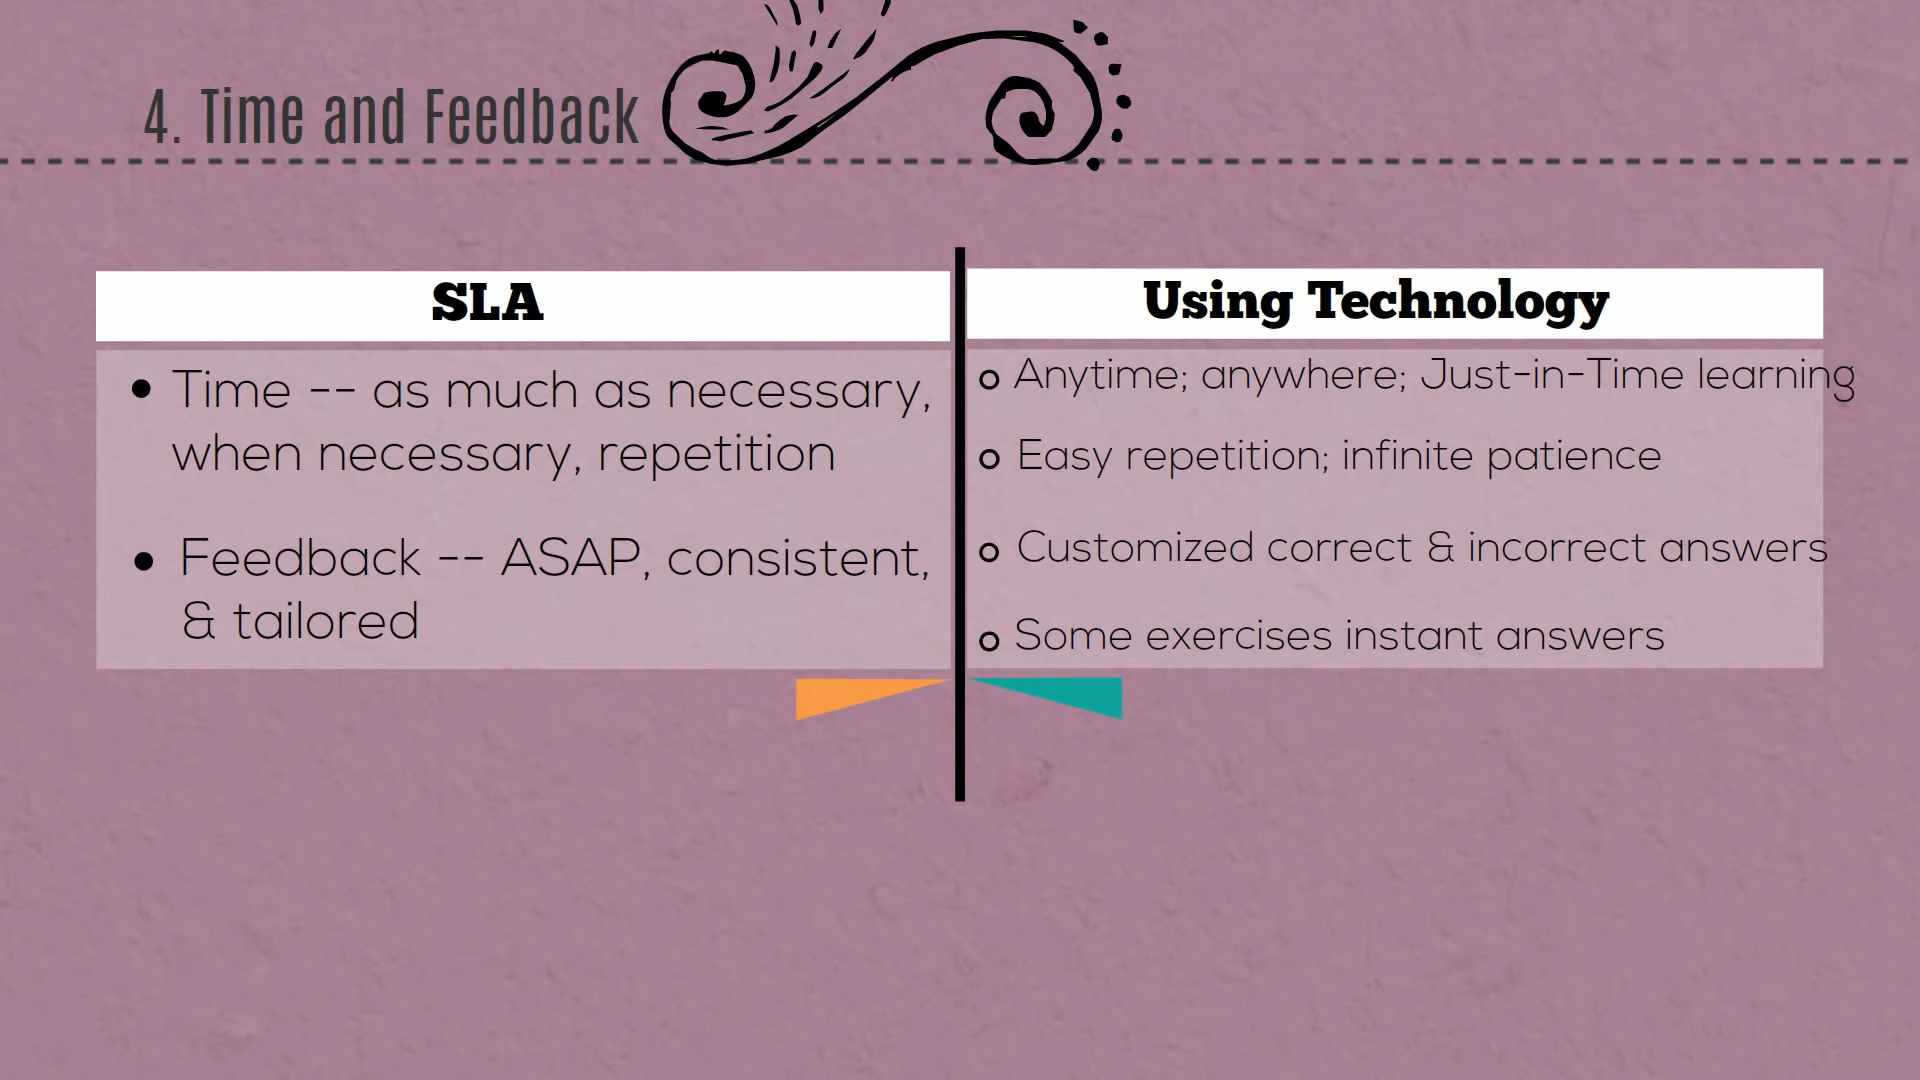 4. Time and Feedback
SLA
• Time -- as much as necessary,
when necessary, repetition
• Feedback -- ASAP, consistent,
& tailored
Using Technology
o Anytime; anywhere; Just-in-Time learning
o Easy repetition; infinite patience
o Customized correct & incorrect answers
o Some exercises instant answers